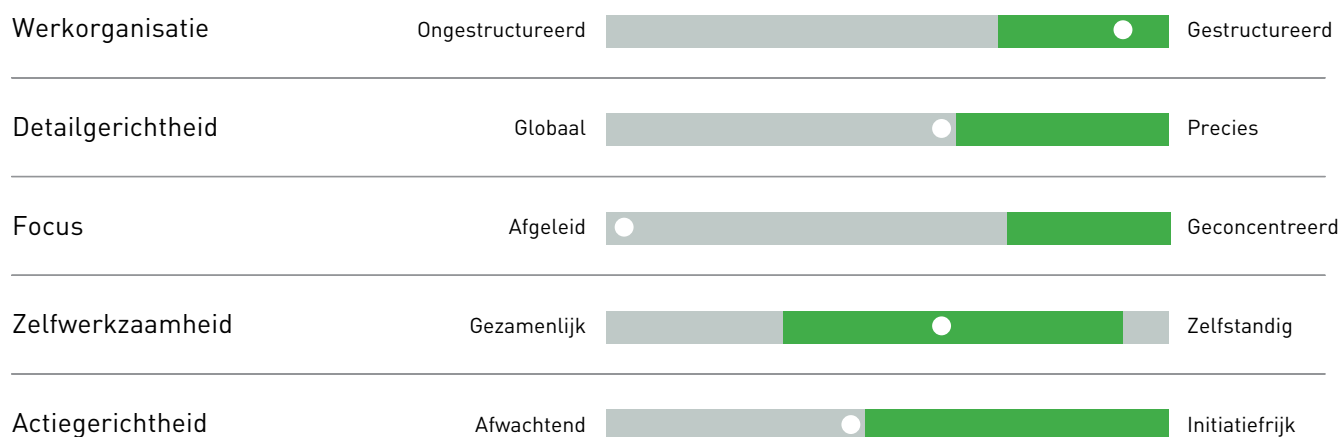 Werkorganisatie Ongestructureerd Gestructureerd
Detailgerichtheid Globaal Precies
Focus Afgeleid Geconcentreerd
Zelfwerkzaamheid Gezamenlijk Zelfstandig
Actiegerichtheid Afwachtend Initiatiefrijk